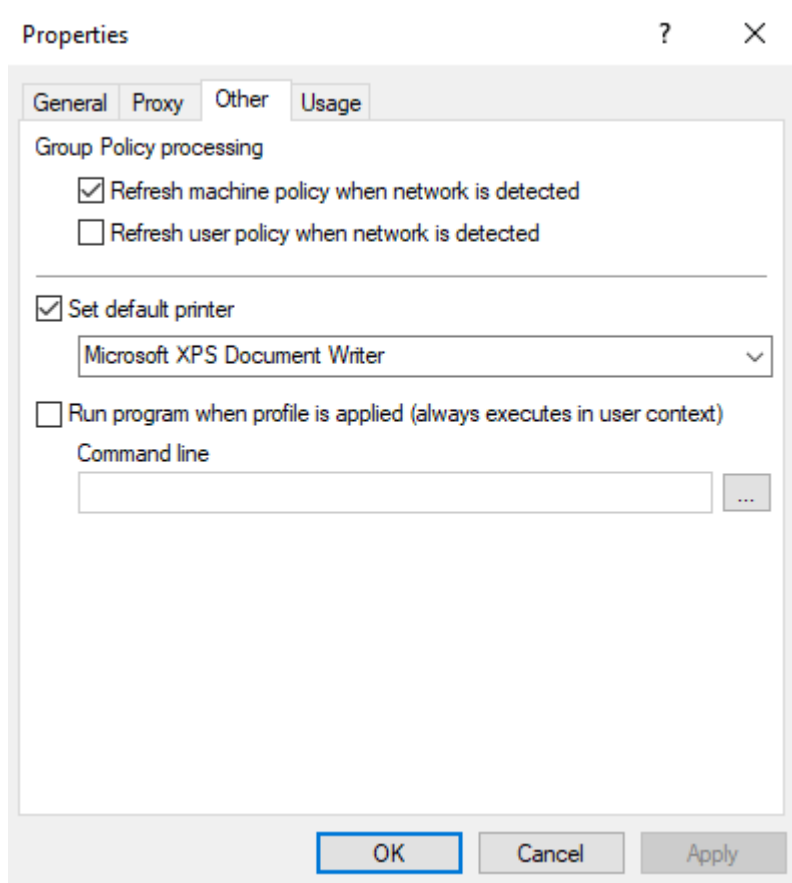 Properties ?
General Proxy Other Usage
Group Policy processing
Refresh machine policy when network is detected
Refresh user policy when network is detected
Set default printer
Microsoft XPS Document Writer
Run program when profile is applied (always executes in user context)
Command line
...
OK Cancel Apply